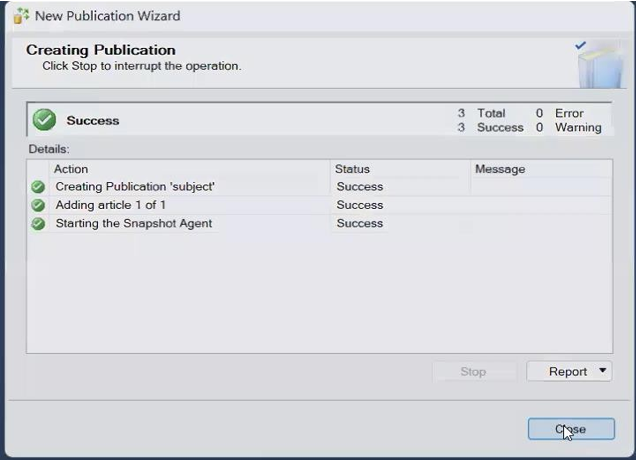 New Publication Wizard
Creating Publication
Click Stop to interrupt the operation.
Success
3 Total 0 Error
3 Success 0 Warning
Details:
Action Status Message
Creating Publication 'subject' Success
Adding article 1 of 1 Success
Starting the Snapshot Agent Success
Stop Report
Close